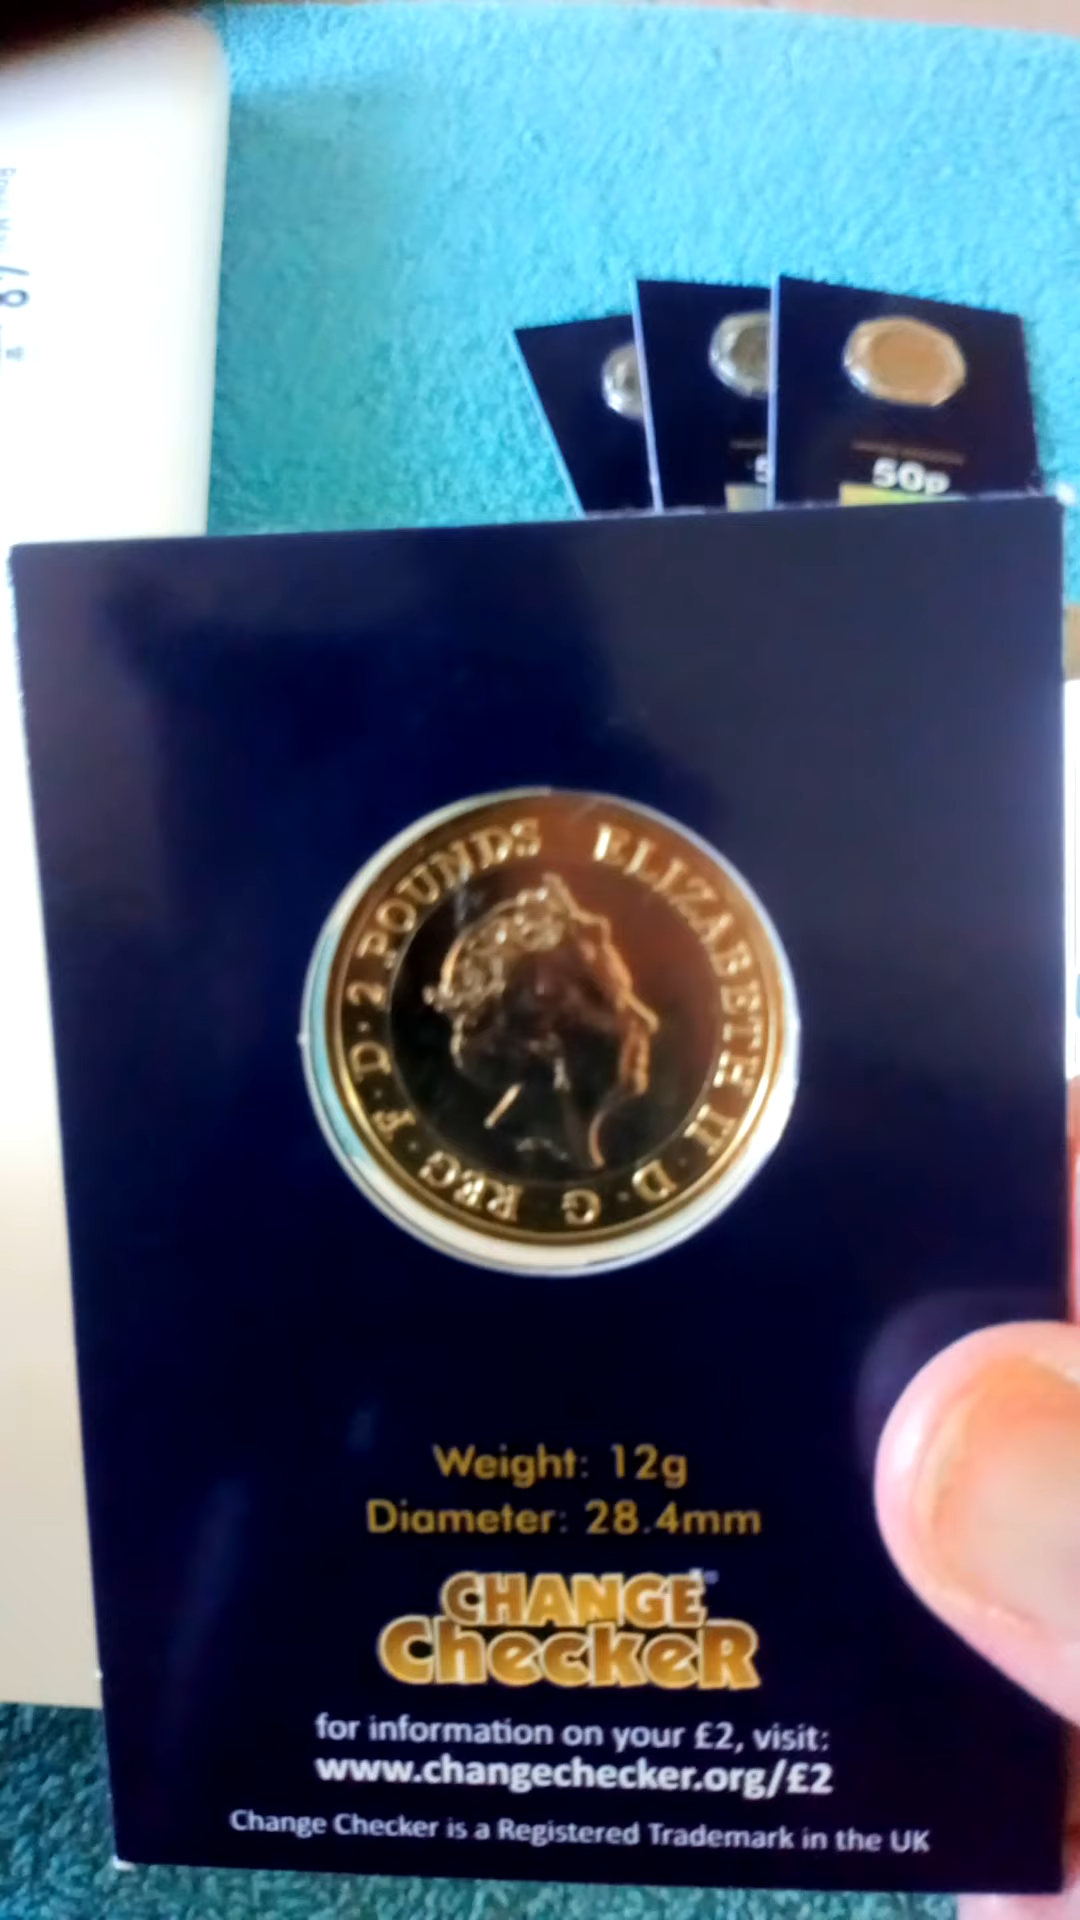 50p
2 POUNDS ELIZABETH II · D · G · REG · F · D ·
Weight: 12g
Diameter: 28.4mm
CHANGE
CheckeR
for information on your £2, visit:
www.changechecker.org/£2
Change Checker is a Registered Trademark in the UK